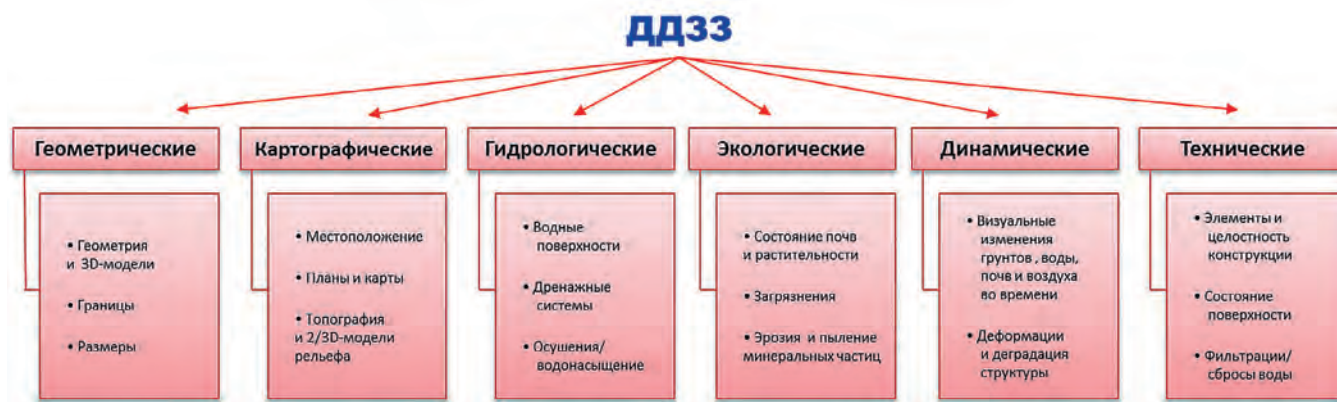 ДДЗЗ
Геометрические
Картографические
Гидрологические
Экологические
Динамические
Технические
• Геометрия
и 3D-модели
• Границы
• Размеры
• Местоположение
• Планы и карты
• Топография
и 2/3D-модели
рельефа
• Водные
поверхности
• Дренажные
системы
• Осушения/
водонасыщение
• Состояние почв
и растительности
• Загрязнения
• Эрозия и пыление
минеральных частиц
• Визуальные
изменения
грунтов , воды,
почв и воздуха
во времени
• Деформации
и деградация
структуры
• Элементы и
целостность
конструкции
• Состояние
поверхности
• Фильтрации/
сбросы воды